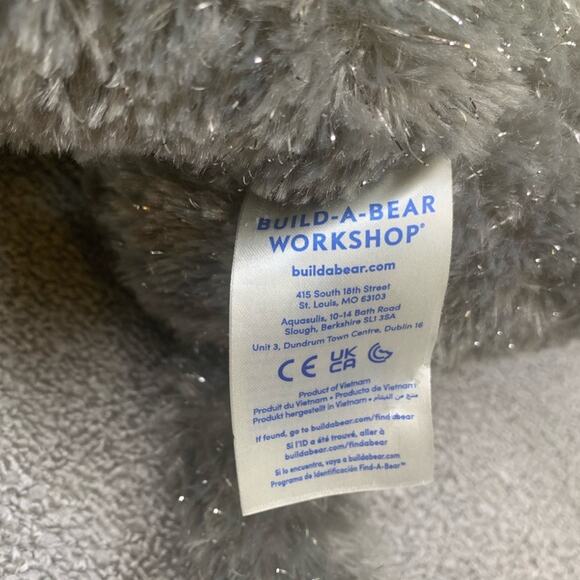 BUILD-A-BEAR
WORKSHOP®
buildabear.com
415 South 18th Street
St. Louis, MO 63103
Aquasulis, 10-14 Bath Road
Slough, Berkshire SL1 3SA
Unit 3, Dundrum Town Centre, Dublin 16
CE UK CA G
Product of Vietnam
Produit du Vietnam • Producto de Vietnam
Produkt hergestellt in Vietnam • منتج من الفيتنام
If found, go to buildabear.com/findabear
Si l'ID a été trouvé, aller à
buildabear.com/findabear
Si lo encuentra, vaya a buildabear.com
Programa de Identificación Find-A-Bear™